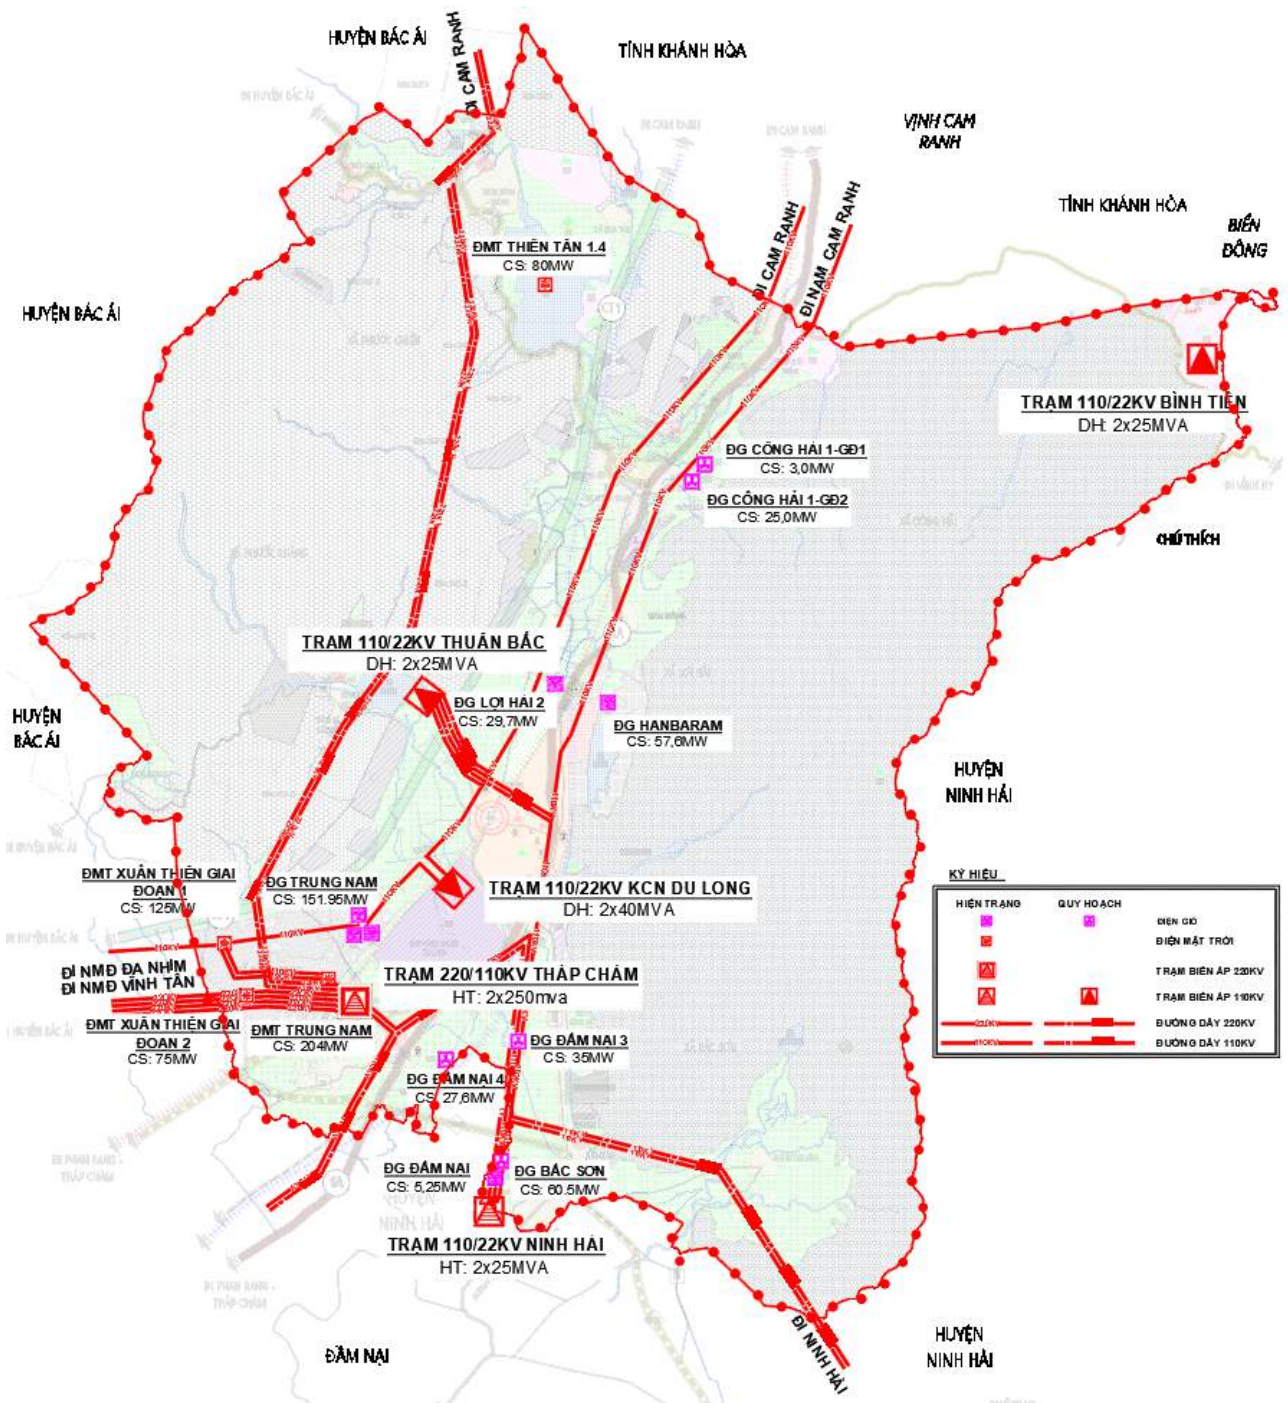 HUYỆN BÁC ÁI
ĐI CAM RANH
TỈNH KHÁNH HÒA
VỊNH CAM
RANH
TỈNH KHÁNH HÒA
BIỂN
ĐÔNG
ĐI CAM RANH
ĐI NAM CAM RANH
ĐMT THIÊN TÂN 1.4
CS: 80MW
HUYỆN BÁC ÁI
TRẠM 110/22KV BÌNH TIÊN
DH: 2x25MVA
ĐG CÔNG HẢI 1-GĐ1
CS: 3,0MW
ĐG CÔNG HẢI 1-GĐ2
CS: 25,0MW
CHÚ THÍCH
TRẠM 110/22KV THUẬN BẮC
DH: 2x25MVA
ĐG LỢI HẢI 2
CS: 29,7MW
ĐG HANBARAM
CS: 57,6MW
HUYỆN
BÁC ÁI
HUYỆN
NINH HẢI
ĐMT XUÂN THIỆN GIAI
ĐOẠN 1
CS: 125MW
ĐG TRUNG NAM
CS: 151.95MW
TRẠM 110/22KV KCN DU LONG
DH: 2x40MVA
KÝ HIỆU
HIỆN TRẠNG
QUY HOẠCH
ĐIỆN GIÓ
ĐIỆN MẶT TRỜI
TRẠM BIẾN ÁP 220KV
TRẠM BIẾN ÁP 110KV
220KV
ĐƯỜNG DÂY 220KV
110KV
ĐƯỜNG DÂY 110KV
ĐI NMĐ ĐA NHIM
ĐI NMĐ VĨNH TÂN
TRẠM 220/110KV THÁP CHÀM
HT: 2x250mva
ĐMT XUÂN THIỆN GIAI
ĐOẠN 2
CS: 75MW
ĐMT TRUNG NAM
CS: 204MW
ĐG ĐẦM NẠI 3
CS: 35MW
ĐG ĐẦM NẠI 4
CS: 27,6MW
ĐG ĐẦM NẠI
CS: 5,25MW
ĐG BẮC SƠN
CS: 60.5MW
TRẠM 110/22KV NINH HẢI
HT: 2x25MVA
ĐẦM NẠI
ĐI NINH HẢI
HUYỆN
NINH HẢI